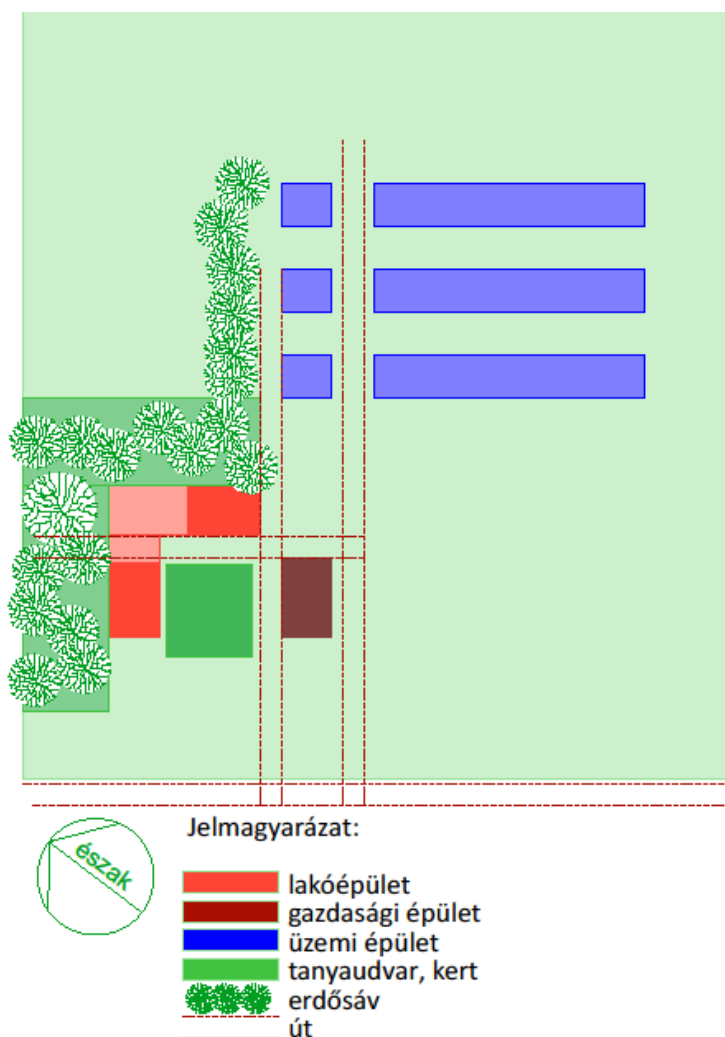 Jelmagyarázat:
észak
lakóépület
gazdasági épület
üzemi épület
tanyaudvar, kert
erdősáv
út